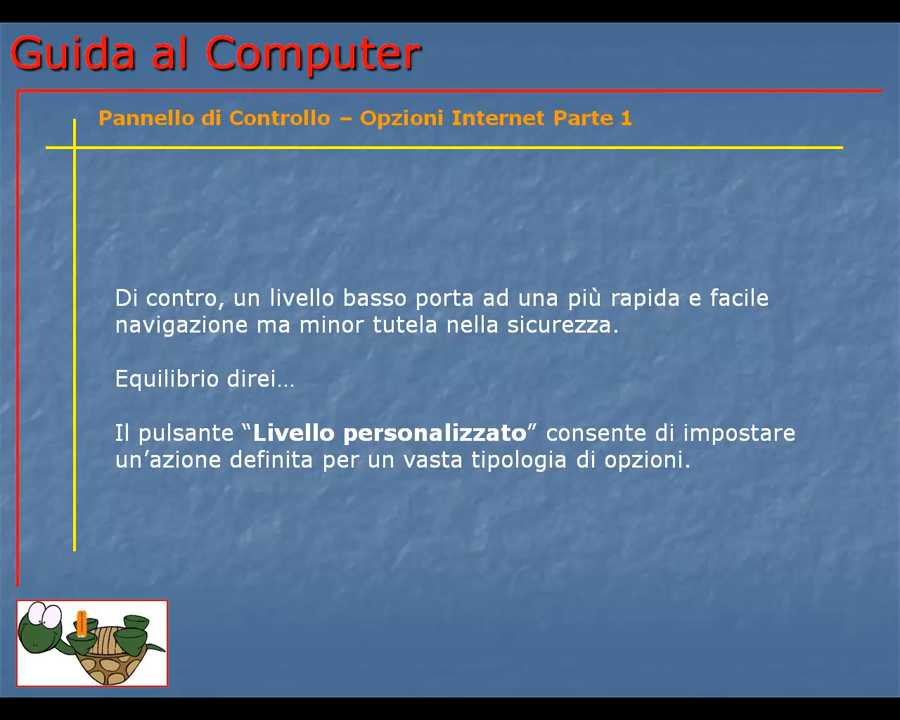 Guida al Computer
Pannello di Controllo – Opzioni Internet Parte 1
Di contro, un livello basso porta ad una più rapida e facile
navigazione ma minor tutela nella sicurezza.
Equilibrio direi…
Il pulsante “Livello personalizzato” consente di impostare
un’azione definita per un vasta tipologia di opzioni.